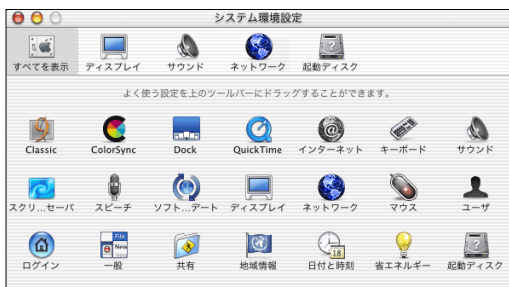 システム環境設定
すべてを表示 ディスプレイ サウンド ネットワーク 起動ディスク
よく使う設定を上のツールバーにドラッグすることができます。
Classic ColorSync Dock QuickTime インターネット キーボード サウンド
スクリ...セーバ スピーチ ソフト...デート ディスプレイ ネットワーク マウス ユーザ
File
New
New
18
ログイン 一般 共有 地域情報 日付と時刻 省エネルギー 起動ディスク